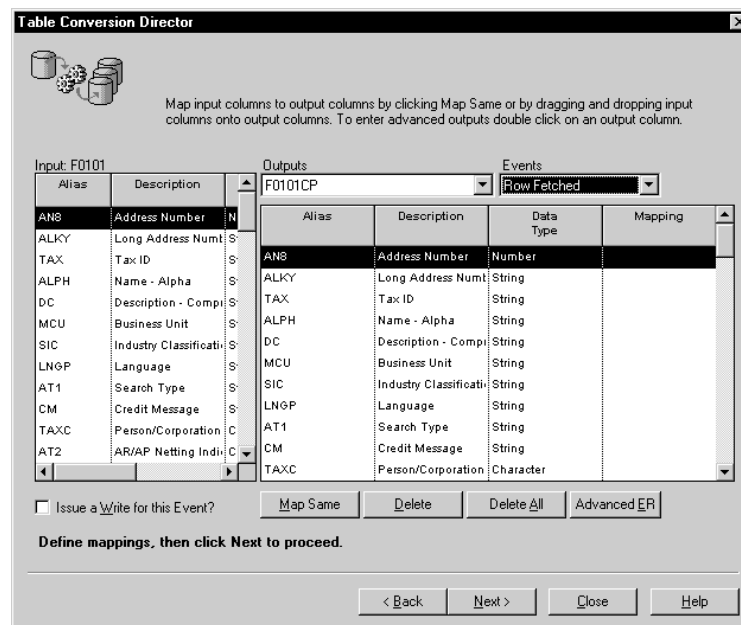 Table Conversion Director
Map input columns to output columns by clicking Map Same or by dragging and dropping input
columns onto output columns. To enter advanced outputs double click on an output column.
Input: F0101
Alias Description
AN8 Address Number N
ALKY Long Address Numb S
TAX Tax ID S
ALPH Name - Alpha S
DC Description - Compr S
MCU Business Unit S
SIC Industry Classificati S
LNGP Language S
AT1 Search Type S
CM Credit Message S
TAXC Person/Corporation C
AT2 AR/AP Netting Indi C
Outputs Events
F0101CP Row Fetched
Alias Description Data Type Mapping
AN8 Address Number Number
ALKY Long Address Numb String
TAX Tax ID String
ALPH Name - Alpha String
DC Description - Compr String
MCU Business Unit String
SIC Industry Classificati String
LNGP Language String
AT1 Search Type String
CM Credit Message String
TAXC Person/Corporation Character
Issue a Write for this Event?
Map Same Delete Delete All Advanced ER
Define mappings, then click Next to proceed.
< Back Next > Close Help